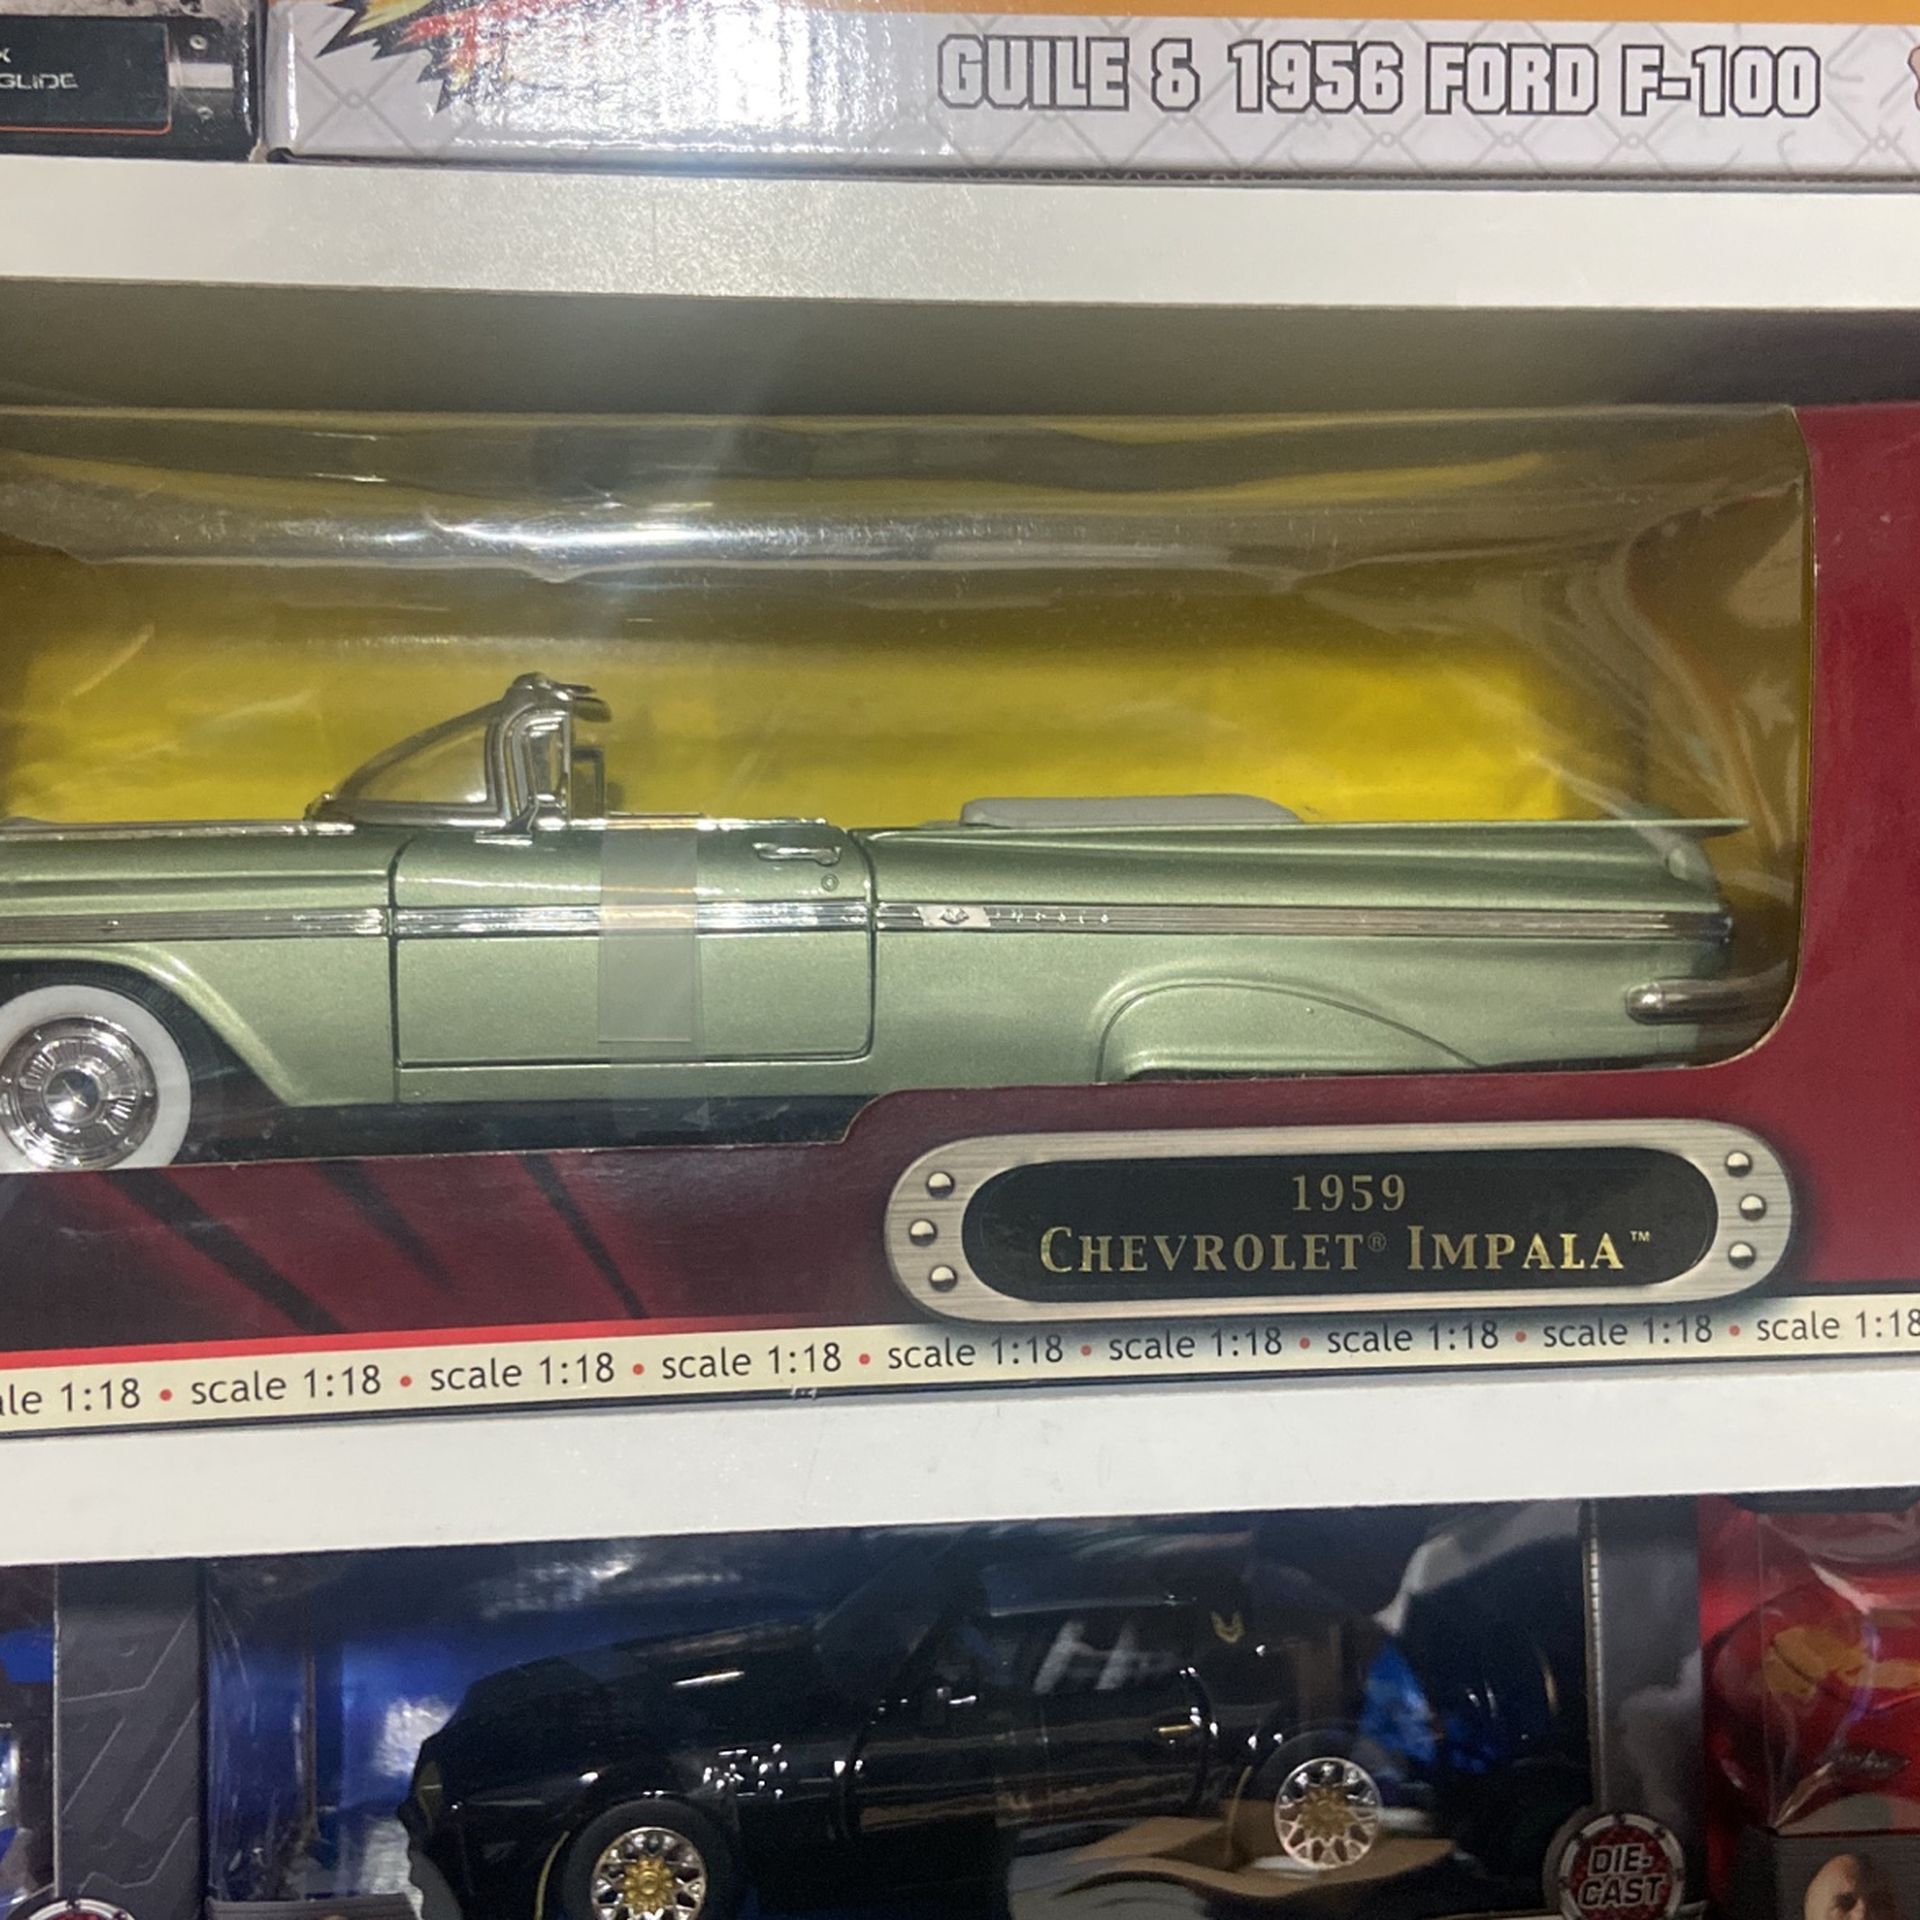 X
GLIDE
GUILE & 1956 FORD F-100
IMPALA
1959
CHEVROLET® IMPALA™
ale 1:18 • scale 1:18 • scale 1:18 • scale 1:18 • scale 1:18 • scale 1:18 • scale 1:18 • scale 1:18 • scale 1:18
DIE-
CAST